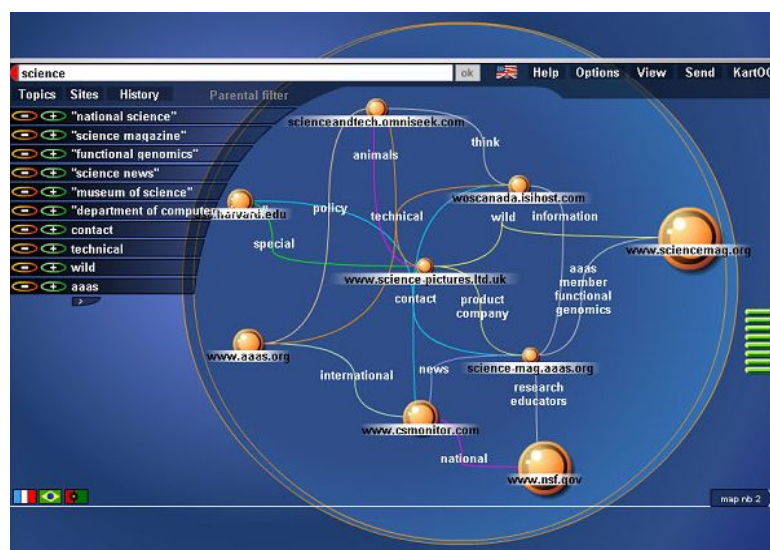 science
ok
Help Options View Send KartOO
Topics Sites History Parental filter
"national science"
"science magazine"
"functional genomics"
"science news"
"museum of science"
"department of computer
contact
technical
wild
aaas
scienceandtech.omniseek.com
think
animals
woscanada.isihost.com
.harvard.edu
policy
technical
wild
information
special
www.sciencemag.org
www.science-pictures.ltd.uk
contact
product
company
aaas
member
functional
genomics
www.aaas.org
international
news
science-mag.aaas.org
research
educators
www.csmonitor.com
national
www.nsf.gov
map nb 2